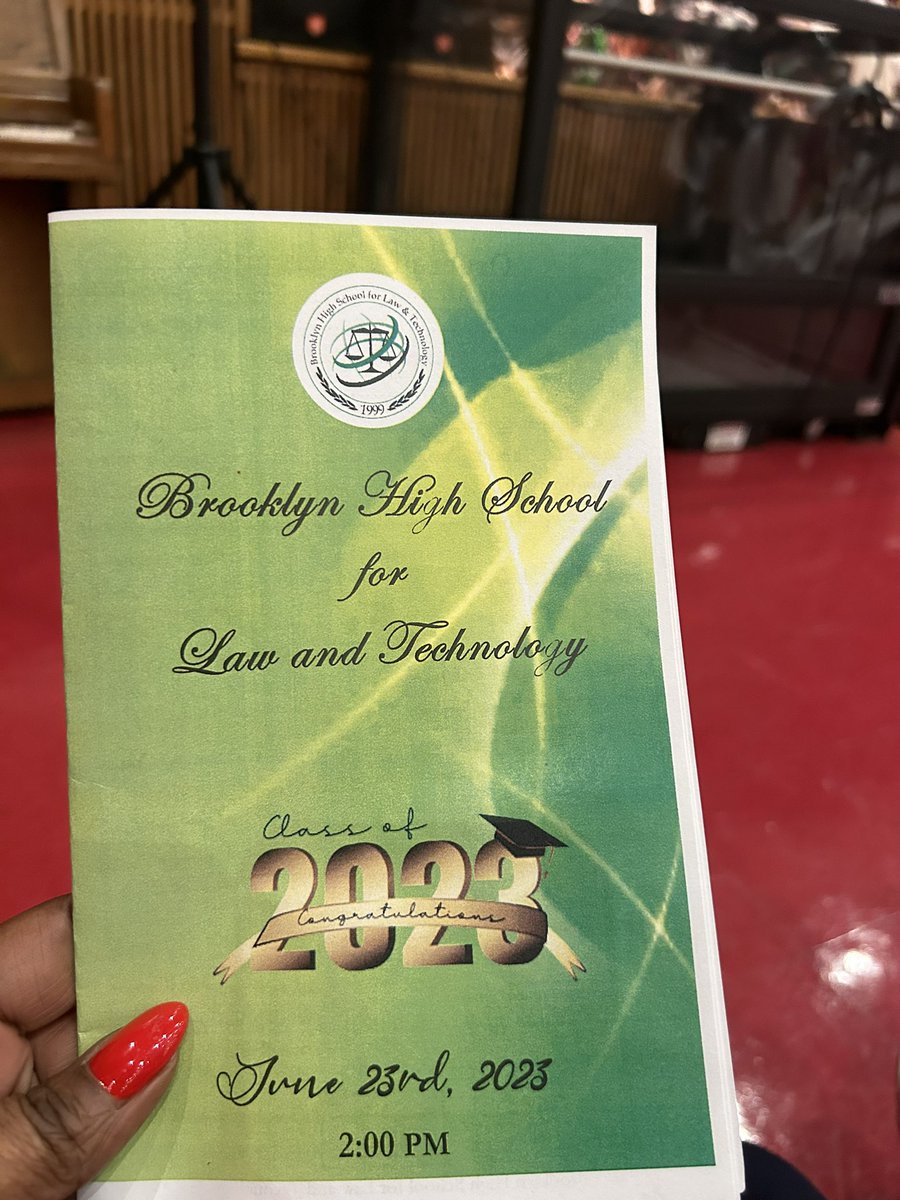 Brooklyn High School for Law & Technology
1999
Brooklyn High School
for
Law and Technology
Class of
2023
Congratulations
June 23rd, 2023
2:00 PM